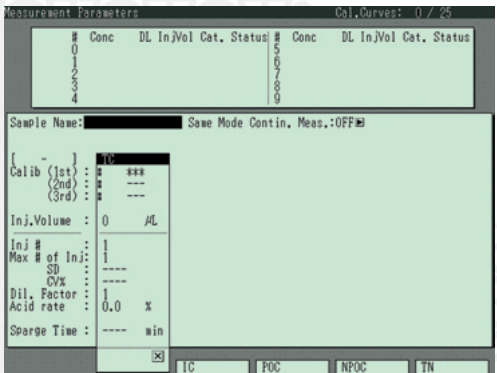 Measurement Parameters Cal.Curves: 0 / 25
# Conc DL InjVol Cat. Status # Conc DL InjVol Cat. Status
0 5
1 6
2 7
3 8
4 9
Sample Name: Same Mode Contin. Meas.:OFF
[ - ] TC
Calib (1st) : # ***
(2nd) : # ---
(3rd) : # ---
Inj.Volume : 0 µL
Inj # : 1
Max # of Inj: 1
SD : ----
CV% : ----
Dil. Factor : 1
Acid rate : 0.0 %
Sparge Time : ---- min
IC POC NPOC TN